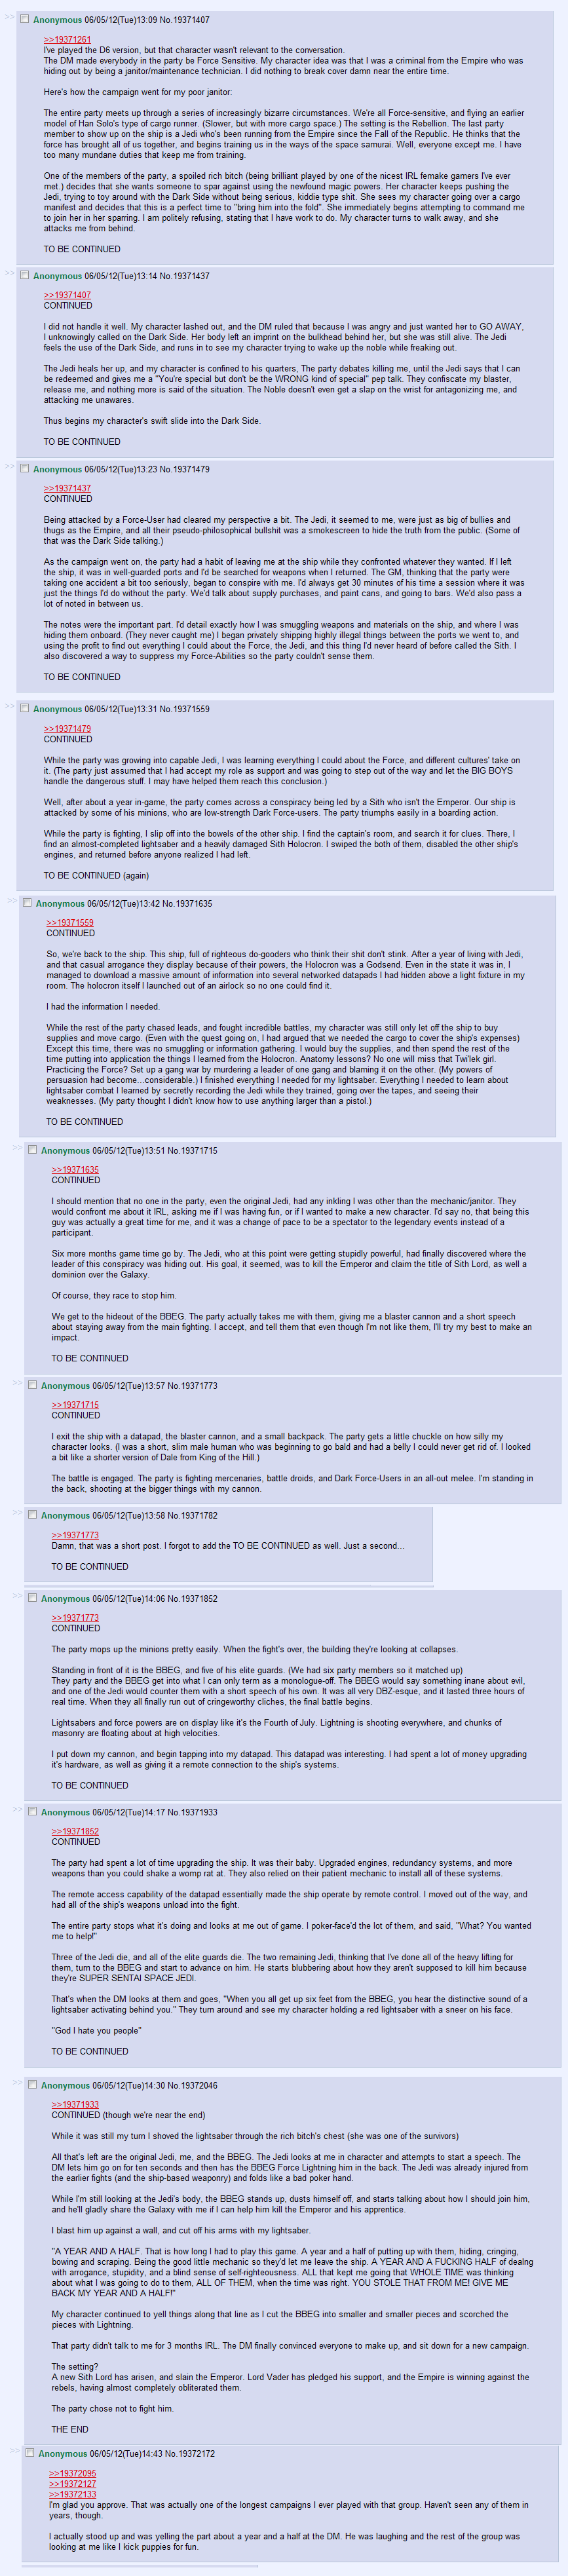 >> Anonymous 06/05/12(Tue)13:09 No.19371407
>>19371261
I've played the D6 version, but that character wasn't relevant to the conversation.
The DM made everybody in the party be Force Sensitive. My character idea was that I was a criminal from the Empire who was
hiding out by being a janitor/maintenance technician. I did nothing to break cover damn near the entire time.
Here's how the campaign went for my poor janitor:
The entire party meets up through a series of increasingly bizarre circumstances. We're all Force-sensitive, and flying an earlier
model of Han Solo's type of cargo runner. (Slower, but with more cargo space.) The setting is the Rebellion. The last party
member to show up on the ship is a Jedi who's been running from the Empire since the Fall of the Republic. He thinks that the
force has brought all of us together, and begins training us in the ways of the space samurai. Well, everyone except me. I have
too many mundane duties that keep me from training.
One of the members of the party, a spoiled rich bitch (being brilliant played by one of the nicest IRL femake gamers I've ever
met.) decides that she wants someone to spar against using the newfound magic powers. Her character keeps pushing the
Jedi, trying to toy around with the Dark Side without being serious, kiddie type shit. She sees my character going over a cargo
manifest and decides that this is a perfect time to "bring him into the fold". She immediately begins attempting to command me
to join her in her sparring. I am politely refusing, stating that I have work to do. My character turns to walk away, and she
attacks me from behind.
TO BE CONTINUED
>> Anonymous 06/05/12(Tue)13:14 No.19371437
>>19371407
CONTINUED
I did not handle it well. My character lashed out, and the DM ruled that because I was angry and just wanted her to GO AWAY,
I unknowingly called on the Dark Side. Her body left an imprint on the bulkhead behind her, but she was still alive. The Jedi
feels the use of the Dark Side, and runs in to see my character trying to wake up the noble while freaking out.
The Jedi heals her up, and my character is confined to his quarters, The party debates killing me, until the Jedi says that I can
be redeemed and gives me a "You're special but don't be the WRONG kind of special" pep talk. They confiscate my blaster,
release me, and nothing more is said of the situation. The Noble doesn't even get a slap on the wrist for antagonizing me, and
attacking me unawares.
Thus begins my character's swift slide into the Dark Side.
TO BE CONTINUED
>> Anonymous 06/05/12(Tue)13:23 No.19371479
>>19371437
CONTINUED
Being attacked by a Force-User had cleared my perspective a bit. The Jedi, it seemed to me, were just as big of bullies and
thugs as the Empire, and all their pseudo-philosophical bullshit was a smokescreen to hide the truth from the public. (Some of
that was the Dark Side talking.)
As the campaign went on, the party had a habit of leaving me at the ship while they confronted whatever they wanted. If I left
the ship, it was in well-guarded ports and I'd be searched for weapons when I returned. The GM, thinking that the party were
taking one accident a bit too seriously, began to conspire with me. I'd always get 30 minutes of his time a session where it was
just the things I'd do without the party. We'd talk about supply purchases, and paint cans, and going to bars. We'd also pass a
lot of noted in between us.
The notes were the important part. I'd detail exactly how I was smuggling weapons and materials on the ship, and where I was
hiding them onboard. (They never caught me) I began privately shipping highly illegal things between the ports we went to, and
using the profit to find out everything I could about the Force, the Jedi, and this thing I'd never heard of before called the Sith. I
also discovered a way to suppress my Force-Abilities so the party couldn't sense them.
TO BE CONTINUED
>> Anonymous 06/05/12(Tue)13:31 No.19371559
>>19371479
CONTINUED
While the party was growing into capable Jedi, I was learning everything I could about the Force, and different cultures' take on
it. (The party just assumed that I had accept my role as support and was going to step out of the way and let the BIG BOYS
handle the dangerous stuff. I may have helped them reach this conclusion.)
Well, after about a year in-game, the party comes across a conspiracy being led by a Sith who isn't the Emperor. Our ship is
attacked by some of his minions, who are low-strength Dark Force-users. The party triumphs easily in a boarding action.
While the party is fighting, I slip off into the bowels of the other ship. I find the captain's room, and search it for clues. There, I
find an almost-completed lightsaber and a heavily damaged Sith Holocron. I swiped the both of them, disabled the other ship's
engines, and returned before anyone realized I had left.
TO BE CONTINUED (again)
>> Anonymous 06/05/12(Tue)13:42 No.19371635
>>19371559
CONTINUED
So, we're back to the ship. This ship, full of righteous do-gooders who think their shit don't stink. After a year of living with Jedi,
and that casual arrogance they display because of their powers, the Holocron was a Godsend. Even in the state it was in, I
managed to download a massive amount of information into several networked datapads I had hidden above a light fixture in my
room. The holocron itself I launched out of an airlock so no one could find it.
I had the information I needed.
While the rest of the party chased leads, and fought incredible battles, my character was still only let off the ship to buy
supplies and move cargo. (Even with the quest going on, I had argued that we needed the cargo to cover the ship's expenses)
Except this time, there was no smuggling or information gathering. I would buy the supplies, and then spend the rest of the
time putting into application the things I learned from the Holocron. Anatomy lessons? No one will miss that Twi'lek girl.
Practicing the Force? Set up a gang war by murdering a leader of one gang and blaming it on the other. (My powers of
persuasion had become...considerable.) I finished everything I needed for my lightsaber. Everything I needed to learn about
lightsaber combat I learned by secretly recording the Jedi while they trained, going over the tapes, and seeing their
weaknesses. (My party thought I didn't know how to use anything larger than a pistol.)
TO BE CONTINUED
>> Anonymous 06/05/12(Tue)13:51 No.19371715
>>19371635
CONTINUED
I should mention that no one in the party, even the original Jedi, had any inkling I was other than the mechanic/janitor. They
would confront me about it IRL, asking me if I was having fun, or if I wanted to make a new character. I'd say no, that being this
guy was actually a great time for me, and it was a change of pace to be a spectator to the legendary events instead of a
participant.
Six more months game time go by. The Jedi, who at this point were getting stupidly powerful, had finally discovered where the
leader of this conspiracy was hiding out. His goal, it seemed, was to kill the Emperor and claim the title of Sith Lord, as well a
dominion over the Galaxy.
Of course, they race to stop him.
We get to the hideout of the BBEG. The party actually takes me with them, giving me a blaster cannon and a short speech
about staying away from the main fighting. I accept, and tell them that even though I'm not like them, I'll try my best to make an
impact.
TO BE CONTINUED
>> Anonymous 06/05/12(Tue)13:57 No.19371773
>>19371715
CONTINUED
I exit the ship with a datapad, the blaster cannon, and a small backpack. The party gets a little chuckle on how silly my
character looks. (I was a short, slim male human who was beginning to go bald and had a belly I could never get rid of. I looked
a bit like a shorter version of Dale from King of the Hill.)
The battle is engaged. The party is fighting mercenaries, battle droids, and Dark Force-Users in an all-out melee. I'm standing in
the back, shooting at the bigger things with my cannon.
>> Anonymous 06/05/12(Tue)13:58 No.19371782
>>19371773
Damn, that was a short post. I forgot to add the TO BE CONTINUED as well. Just a second...
TO BE CONTINUED
>> Anonymous 06/05/12(Tue)14:06 No.19371852
>>19371773
CONTINUED
The party mops up the minions pretty easily. When the fight's over, the building they're looking at collapses.
Standing in front of it is the BBEG, and five of his elite guards. (We had six party members so it matched up)
They party and the BBEG get into what I can only term as a monologue-off. The BBEG would say something inane about evil,
and one of the Jedi would counter them with a short speech of his own. It was all very DBZ-esque, and it lasted three hours of
real time. When they all finally run out of cringeworthy cliches, the final battle begins.
Lightsabers and force powers are on display like it's the Fourth of July. Lightning is shooting everywhere, and chunks of
masonry are floating about at high velocities.
I put down my cannon, and begin tapping into my datapad. This datapad was interesting. I had spent a lot of money upgrading
it's hardware, as well as giving it a remote connection to the ship's systems.
TO BE CONTINUED
>> Anonymous 06/05/12(Tue)14:17 No.19371933
>>19371852
CONTINUED
The party had spent a lot of time upgrading the ship. It was their baby. Upgraded engines, redundancy systems, and more
weapons than you could shake a womp rat at. They also relied on their patient mechanic to install all of these systems.
The remote access capability of the datapad essentially made the ship operate by remote control. I moved out of the way, and
had all of the ship's weapons unload into the fight.
The entire party stops what it's doing and looks at me out of game. I poker-face'd the lot of them, and said, "What? You wanted
me to help!"
Three of the Jedi die, and all of the elite guards die. The two remaining Jedi, thinking that I've done all of the heavy lifting for
them, turn to the BBEG and start to advance on him. He starts blubbering about how they aren't supposed to kill him because
they're SUPER SENTAI SPACE JEDI.
That's when the DM looks at them and goes, "When you all get up six feet from the BBEG, you hear the distinctive sound of a
lightsaber activating behind you." They turn around and see my character holding a red lightsaber with a sneer on his face.
"God I hate you people"
TO BE CONTINUED
>> Anonymous 06/05/12(Tue)14:30 No.19372046
>>19371933
CONTINUED (though we're near the end)
While it was still my turn I shoved the lightsaber through the rich bitch's chest (she was one of the survivors)
All that's left are the original Jedi, me, and the BBEG. The Jedi looks at me in character and attempts to start a speech. The
DM lets him go on for ten seconds and then has the BBEG Force Lightning him in the back. The Jedi was already injured from
the earlier fights (and the ship-based weaponry) and folds like a bad poker hand.
While I'm still looking at the Jedi's body, the BBEG stands up, dusts himself off, and starts talking about how I should join him,
and he'll gladly share the Galaxy with me if I can help him kill the Emperor and his apprentice.
I blast him up against a wall, and cut off his arms with my lightsaber.
"A YEAR AND A HALF. That is how long I had to play this game. A year and a half of putting up with them, hiding, cringing,
bowing and scraping. Being the good little mechanic so they'd let me leave the ship. A YEAR AND A FUCKING HALF of dealng
with arrogance, stupidity, and a blind sense of self-righteousness. ALL that kept me going that WHOLE TIME was thinking
about what I was going to do to them, ALL OF THEM, when the time was right. YOU STOLE THAT FROM ME! GIVE ME
BACK MY YEAR AND A HALF!"
My character continued to yell things along that line as I cut the BBEG into smaller and smaller pieces and scorched the
pieces with Lightning.
That party didn't talk to me for 3 months IRL. The DM finally convinced everyone to make up, and sit down for a new campaign.
The setting?
A new Sith Lord has arisen, and slain the Emperor. Lord Vader has pledged his support, and the Empire is winning against the
rebels, having almost completely obliterated them.
The party chose not to fight him.
THE END
>> Anonymous 06/05/12(Tue)14:43 No.19372172
>>19372095
>>19372127
>>19372133
I'm glad you approve. That was actually one of the longest campaigns I ever played with that group. Haven't seen any of them in
years, though.
I actually stood up and was yelling the part about a year and a half at the DM. He was laughing and the rest of the group was
looking at me like I kick puppies for fun.